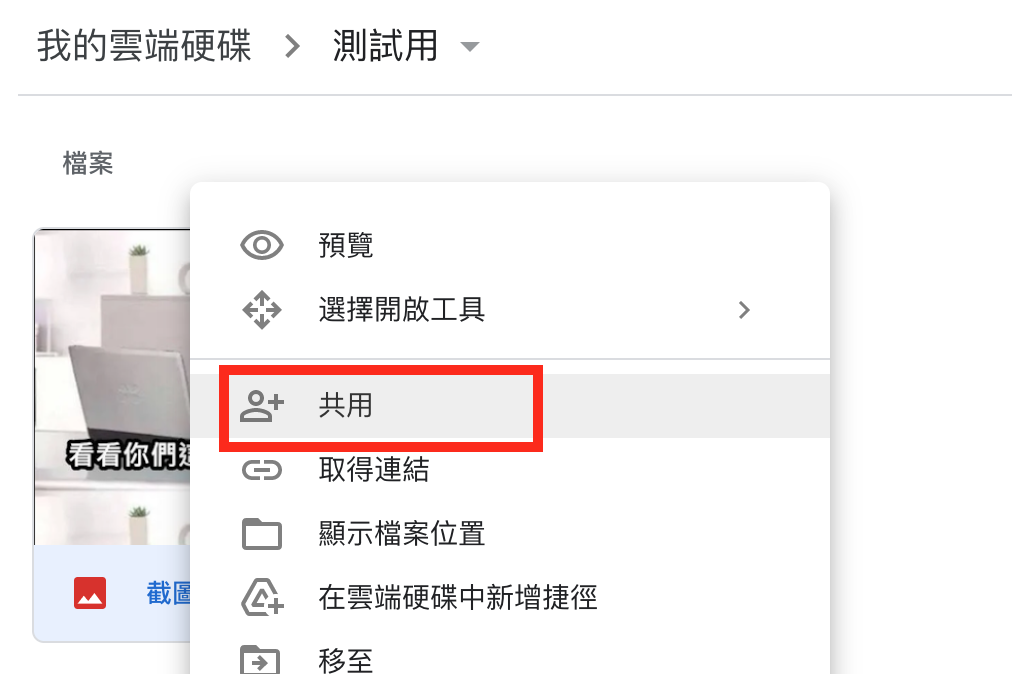 我的雲端硬碟 > 測試用
檔案
預覽
選擇開啟工具
共用
看看你們
取得連結
顯示檔案位置
截圖
在雲端硬碟中新增捷徑
移至